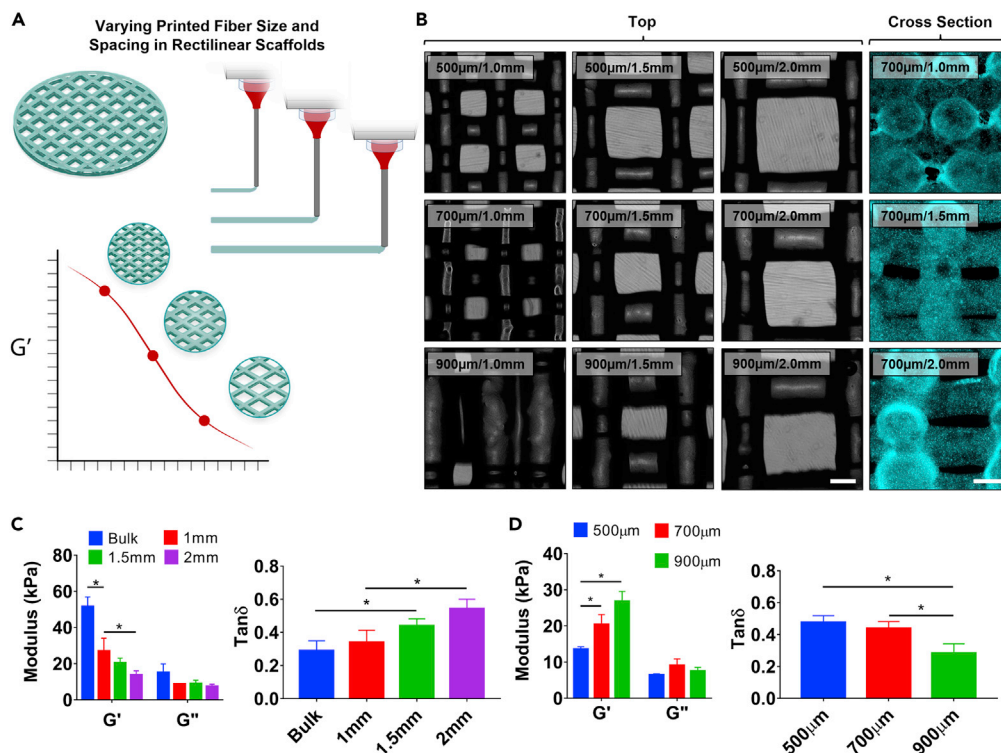 A
Varying Printed Fiber Size and
Spacing in Rectilinear Scaffolds
G'
B
Top
Cross Section
500µm/1.0mm
500µm/1.5mm
500µm/2.0mm
700µm/1.0mm
700µm/1.0mm
700µm/1.5mm
700µm/2.0mm
700µm/1.5mm
900µm/1.0mm
900µm/1.5mm
900µm/2.0mm
700µm/2.0mm
C
Bulk
1mm
1.5mm
2mm
Modulus (kPa)
80
60
40
20
0
*
*
G'
G"
Tanδ
0.8
0.6
0.4
0.2
0.0
*
*
Bulk
1mm
1.5mm
2mm
D
500µm
700µm
900µm
Modulus (kPa)
40
30
20
10
0
*
*
G'
G"
Tanδ
0.8
0.6
0.4
0.2
0.0
*
*
500µm
700µm
900µm